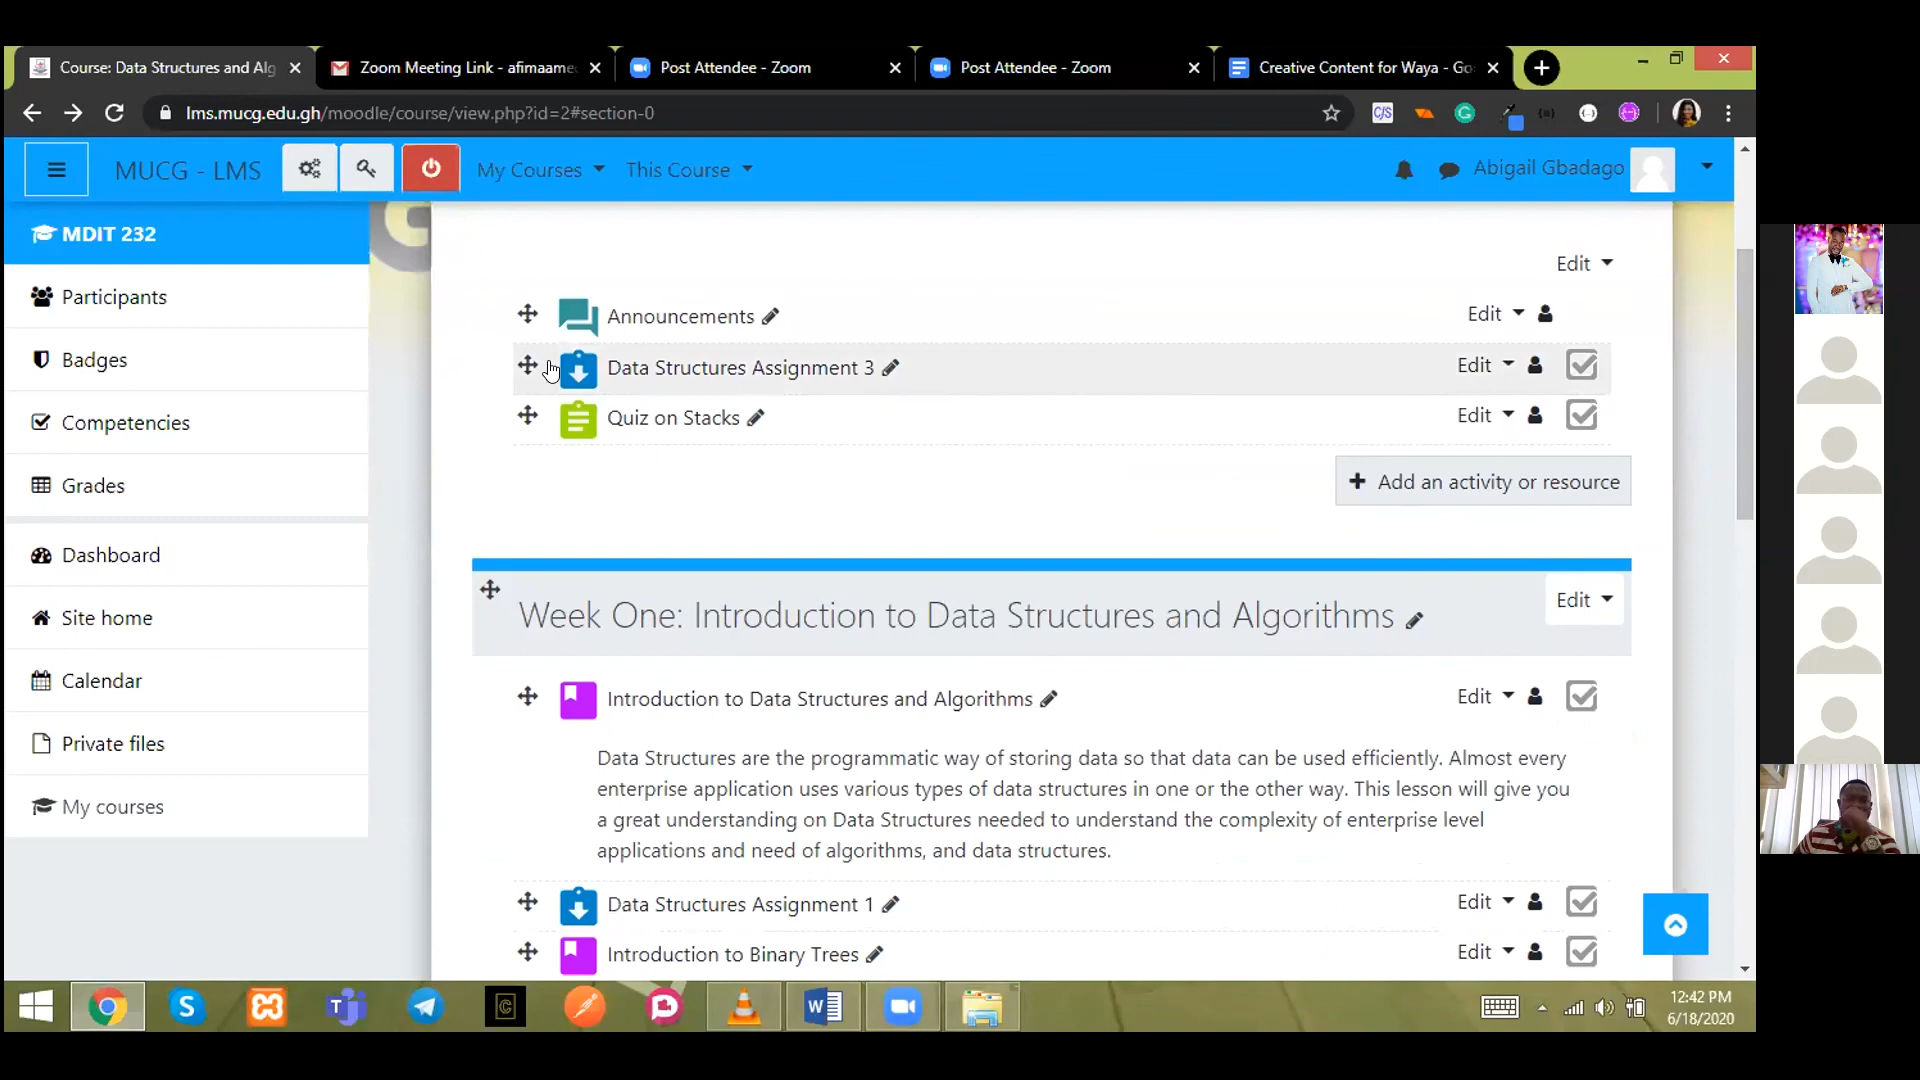 Course: Data Structures and Alg
Zoom Meeting Link - afimaame
Post Attendee - Zoom
Post Attendee - Zoom
Creative Content for Waya - Go
lms.mucg.edu.gh/moodle/course/view.php?id=2#section-0
MUCG - LMS
My Courses
This Course
Abigail Gbadago
MDIT 232
Participants
Badges
Competencies
Grades
Dashboard
Site home
Calendar
Private files
My courses
Edit
Announcements
Edit
Data Structures Assignment 3
Edit
Quiz on Stacks
Edit
+ Add an activity or resource
Week One: Introduction to Data Structures and Algorithms
Edit
Introduction to Data Structures and Algorithms
Edit
Data Structures are the programmatic way of storing data so that data can be used efficiently. Almost every
enterprise application uses various types of data structures in one or the other way. This lesson will give you
a great understanding on Data Structures needed to understand the complexity of enterprise level
applications and need of algorithms, and data structures.
Data Structures Assignment 1
Edit
Introduction to Binary Trees
Edit
12:42 PM
6/18/2020